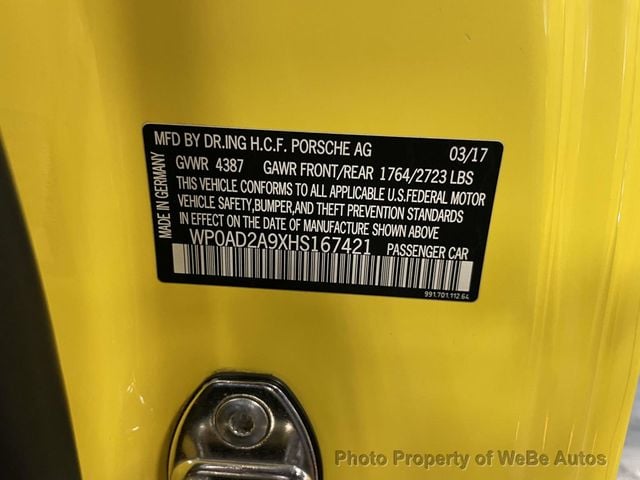 MFD BY DR.ING H.C.F. PORSCHE AG 03/17
GVWR 4387 GAWR FRONT/REAR 1764/2723 LBS
THIS VEHICLE CONFORMS TO ALL APPLICABLE U.S.FEDERAL MOTOR
VEHICLE SAFETY,BUMPER,AND THEFT PREVENTION STANDARDS
IN EFFECT ON THE DATE OF MANUFACTURE SHOWN ABOVE
WP0AD2A9XHS167421 PASSENGER CAR
991.701.112.64
MADE IN GERMANY
Photo Property of WeBe Autos